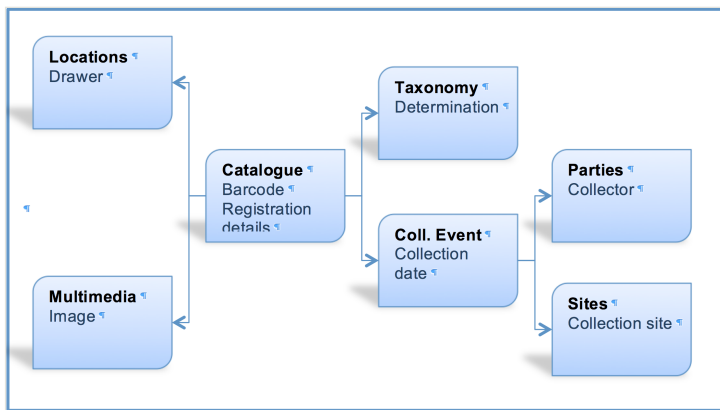 Locations ¶
Drawer ¶
Multimedia ¶
Image ¶
¶
Catalogue ¶
Barcode ¶
Registration
details ¶
Taxonomy ¶
Determination ¶
Coll. Event ¶
Collection
date ¶
Parties ¶
Collector ¶
Sites ¶
Collection site ¶